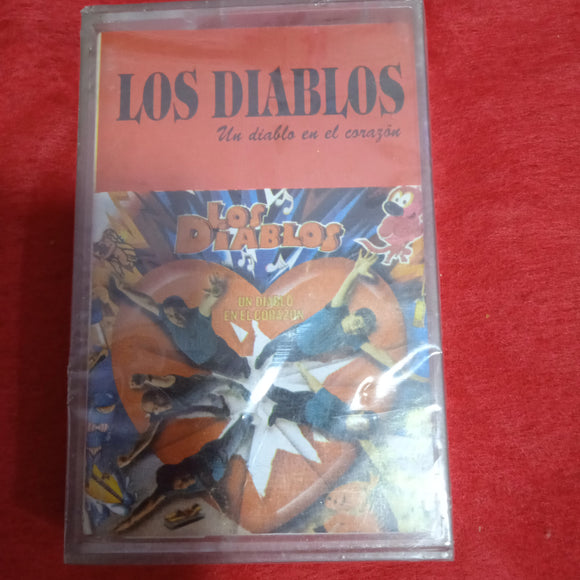 LOS DIABLOS
Un diablo en el corazón
LOS
DIABLOS
UN DIABLO
EN EL CORAZON